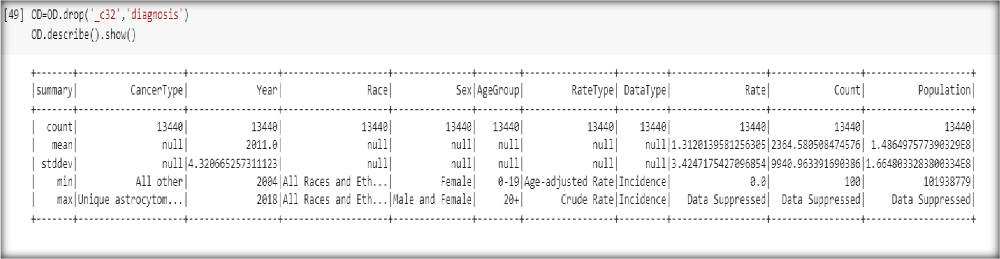 [49] OD=OD.drop('_c32','diagnosis')
OD.describe().show()
+-------+--------------------+-----------------+--------------------+---------------+---------+-----------------+---------+------------------+-----------------+--------------------+
|summary|          CancerType|             Year|                Race|            Sex|AgeGroup|         RateType| DataType|              Rate|            Count|          Population|
+-------+--------------------+-----------------+--------------------+---------------+---------+-----------------+---------+------------------+-----------------+--------------------+
|  count|               13440|            13440|               13440|          13440|   13440|            13440|    13440|             13440|            13440|               13440|
|   mean|                null|           2011.0|                null|           null|    null|             null|     null|1.3120139581256305|2364.580508474576| 1.486497577390329E8|
| stddev|                null|4.320665257311123|                null|           null|    null|             null|     null|3.4247175427096854|9940.963391690386|1.6648033283800334E8|
|    min|           All other|             2004|All Races and Eth...|         Female|    0-19|Age-adjusted Rate|Incidence|               0.0|              100|           101938779|
|    max|Unique astrocytom...|             2018|All Races and Eth...|Male and Female|     20+|       Crude Rate|Incidence|   Data Suppressed|  Data Suppressed|     Data Suppressed|
+-------+--------------------+-----------------+--------------------+---------------+---------+-----------------+---------+------------------+-----------------+--------------------+